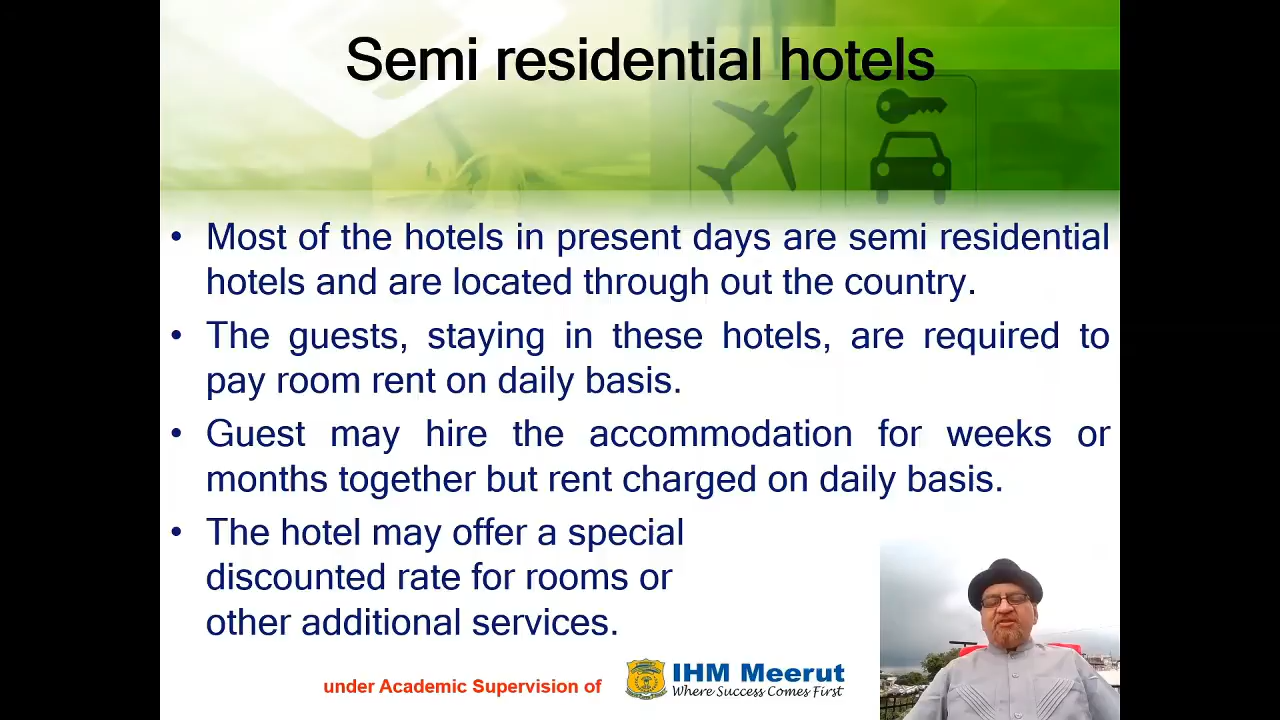 Semi residential hotels
• Most of the hotels in present days are semi residential
hotels and are located through out the country.
• The guests, staying in these hotels, are required to
pay room rent on daily basis.
• Guest may hire the accommodation for weeks or
months together but rent charged on daily basis.
• The hotel may offer a special
discounted rate for rooms or
other additional services.
under Academic Supervision of
IHM Meerut
Where Success Comes First